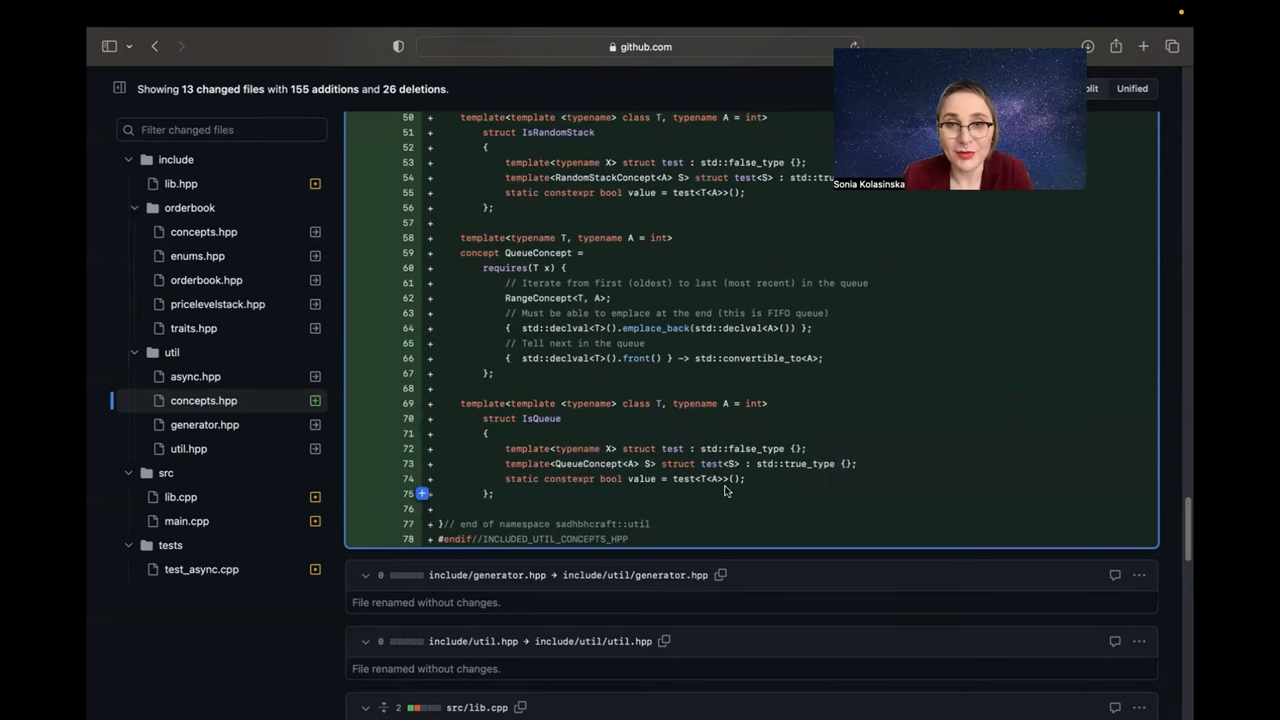 github.com
Showing 13 changed files with 155 additions and 26 deletions.
Unified
Filter changed files
include
lib.hpp
orderbook
concepts.hpp
enums.hpp
orderbook.hpp
pricelevelstack.hpp
traits.hpp
util
async.hpp
concepts.hpp
generator.hpp
util.hpp
src
lib.cpp
main.cpp
tests
test_async.cpp
Sonia Kolasinska
50 + template<template <typename> class T, typename A = int>
51 + struct IsRandomStack
52 + {
53 + template<typename X> struct test : std::false_type {};
54 + template<RandomStackConcept<A> S> struct test<S> :
55 + static constexpr bool value = test<T<A>>();
56 + };
57 +
58 + template<typename T, typename A = int>
59 + concept QueueConcept =
60 + requires(T x) {
61 + // Iterate from first (oldest) to last (most recent) in the queue
62 + RangeConcept<T, A>;
63 + // Must be able to emplace at the end (this is FIFO queue)
64 + { std::declval<T>().emplace_back(std::declval<A>()) };
65 + // Tell next in the queue
66 + { std::declval<T>().front() } -> std::convertible_to<A>;
67 + };
68 +
69 + template<template <typename> class T, typename A = int>
70 + struct IsQueue
71 + {
72 + template<typename X> struct test : std::false_type {};
73 + template<QueueConcept<A> S> struct test<S> : std::true_type {};
74 + static constexpr bool value = test<T<A>>();
75 + };
76 +
77 + }// end of namespace sadhbhcraft::util
78 + #endif//INCLUDED_UTIL_CONCEPTS_HPP
0 include/generator.hpp → include/util/generator.hpp
File renamed without changes.
0 include/util.hpp → include/util/util.hpp
File renamed without changes.
2 src/lib.cpp